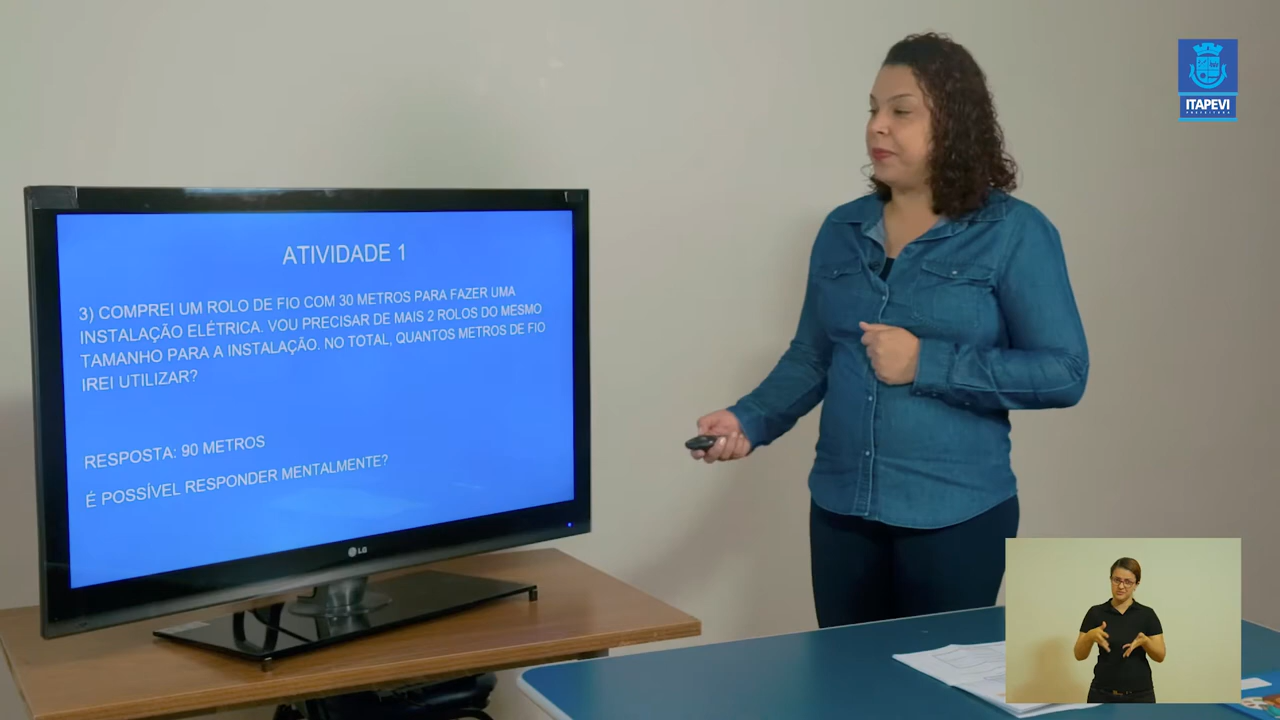 ATIVIDADE 1
3) COMPREI UM ROLO DE FIO COM 30 METROS PARA FAZER UMA
INSTALAÇÃO ELÉTRICA. VOU PRECISAR DE MAIS 2 ROLOS DO MESMO
TAMANHO PARA A INSTALAÇÃO. NO TOTAL, QUANTOS METROS DE FIO
IREI UTILIZAR?
RESPOSTA: 90 METROS
É POSSÍVEL RESPONDER MENTALMENTE?
LG
ITAPEVI
PREFEITURA